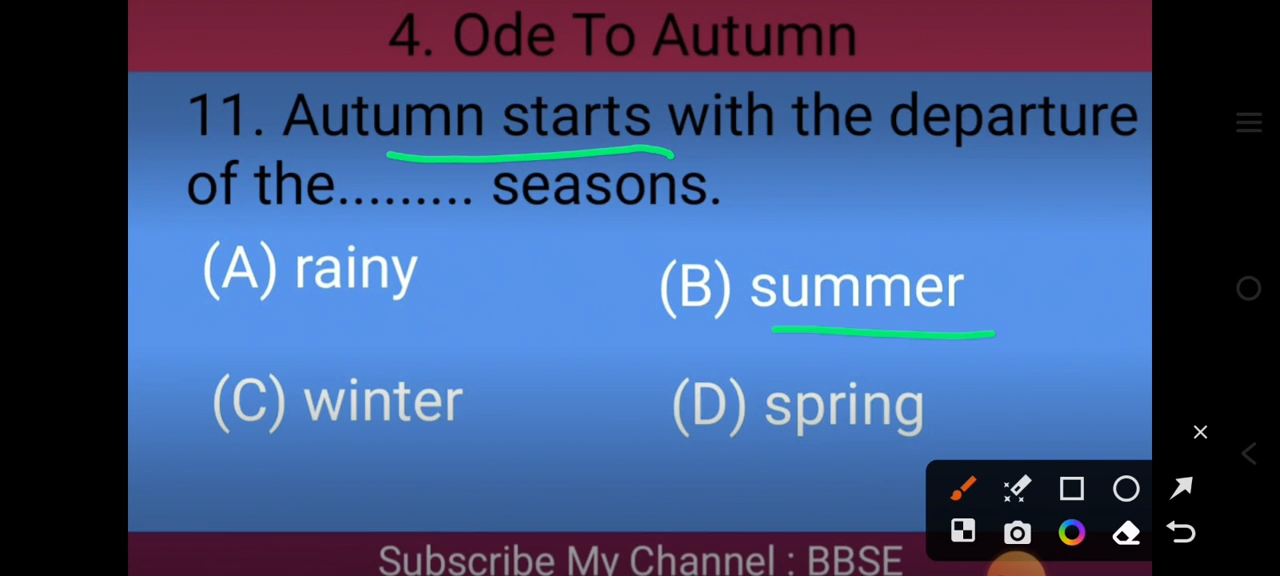 4. Ode To Autumn
11. Autumn starts with the departure
of the......... seasons.
(A) rainy
(B) summer
(C) winter
(D) spring
Subscribe My Channel : BBSE